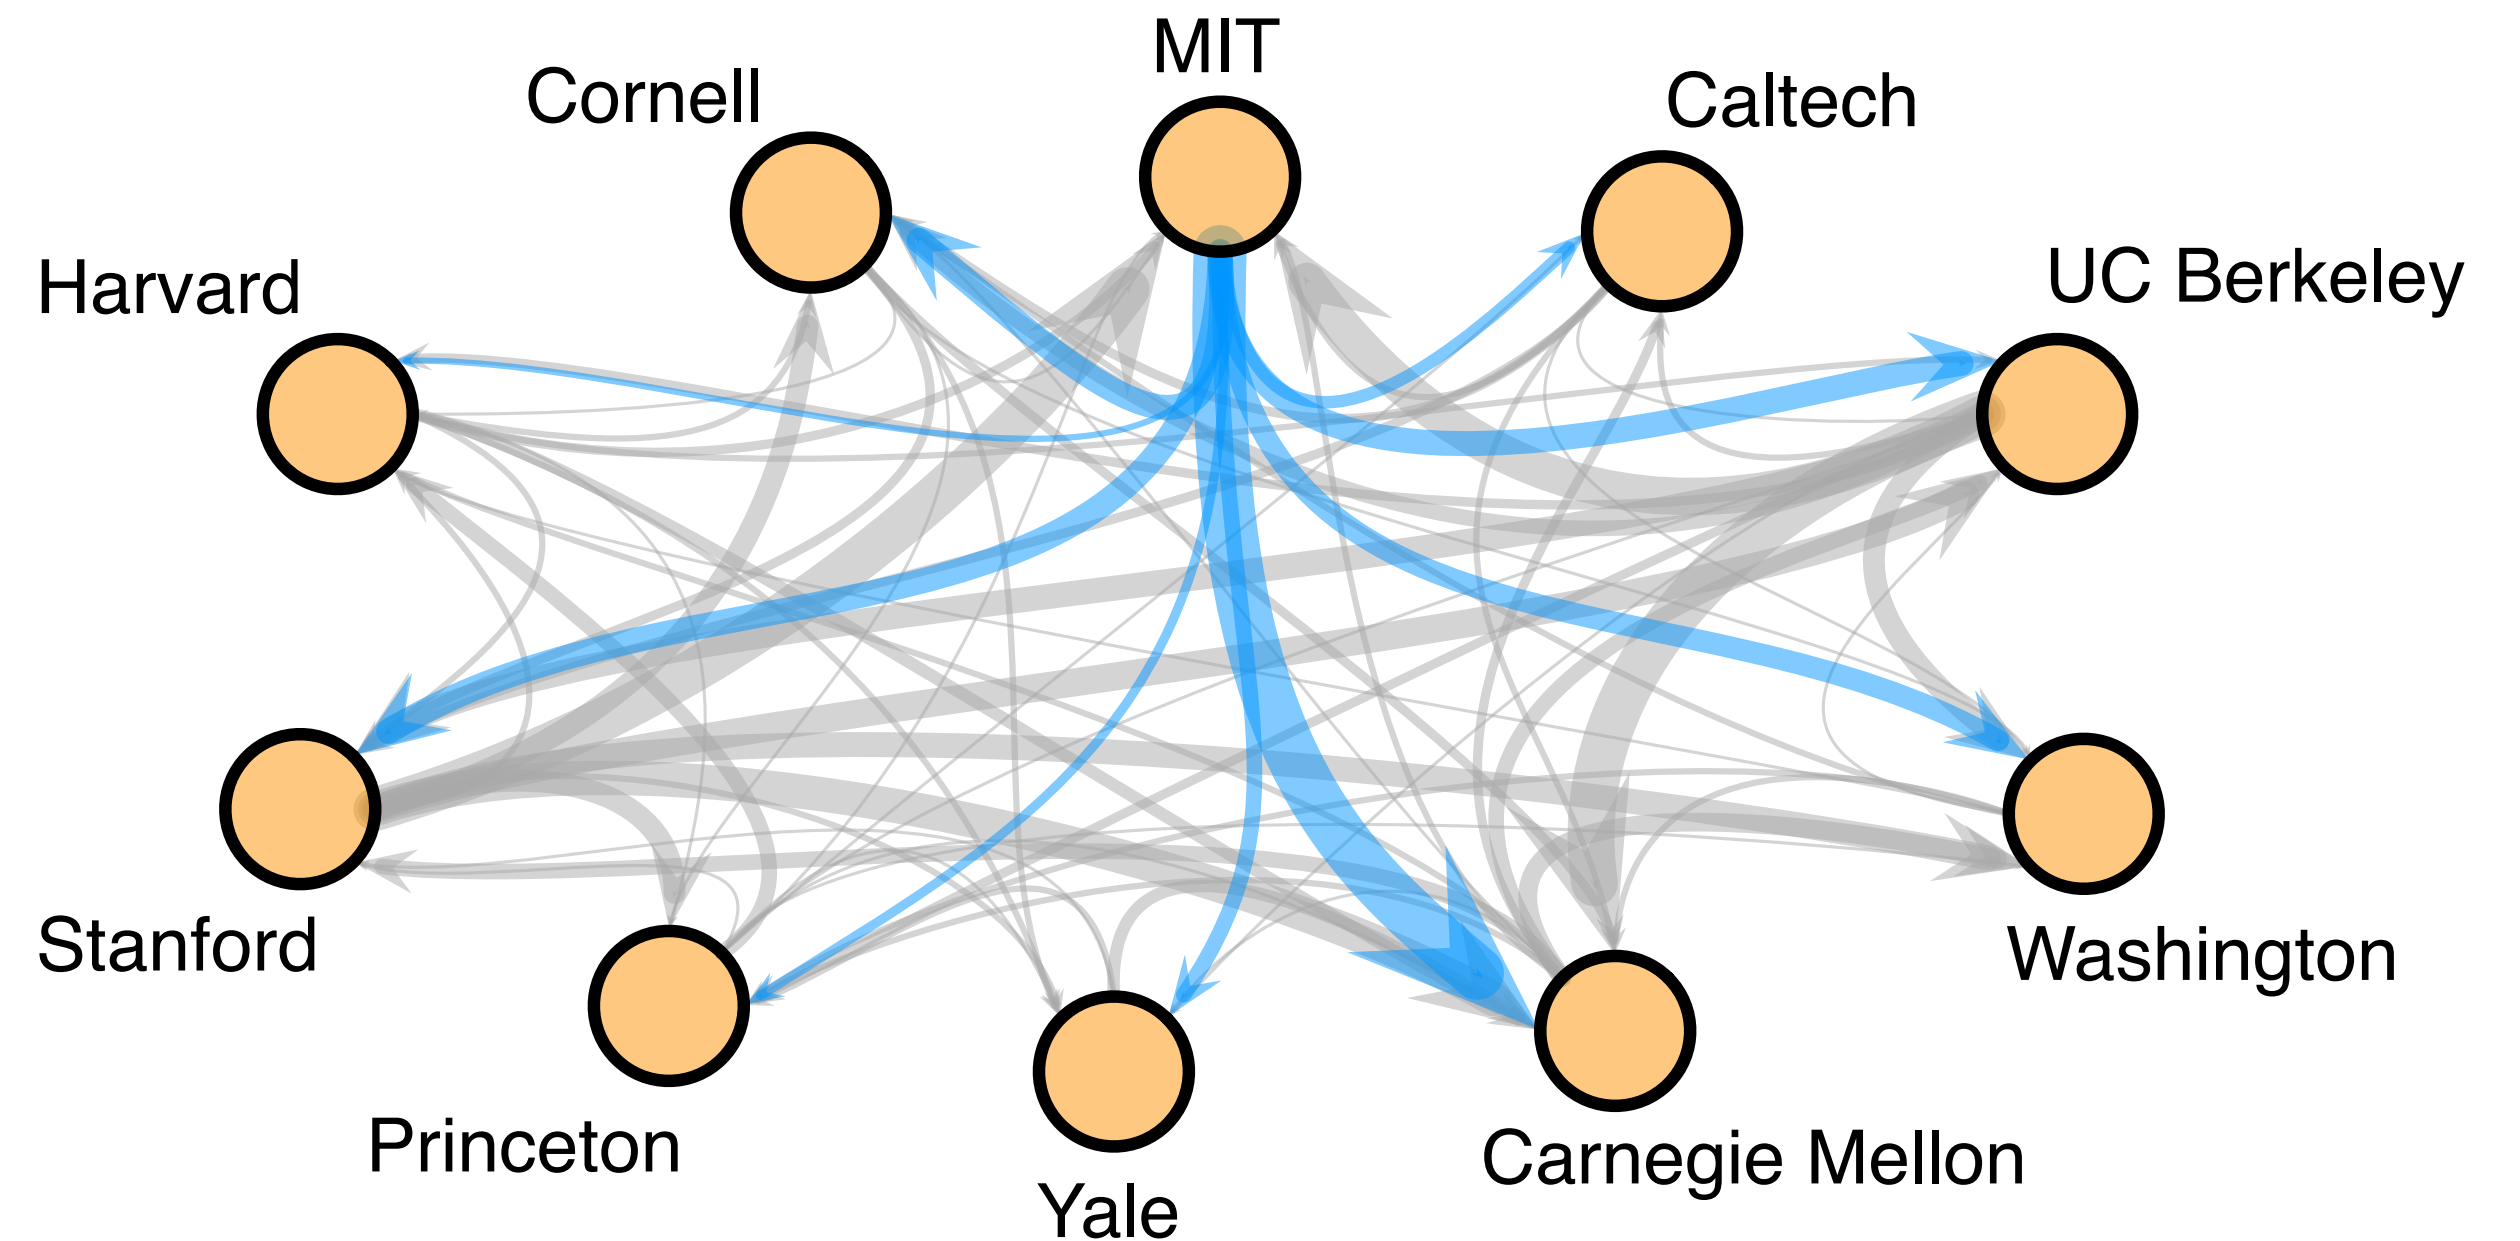 MIT
Cornell
Caltech
Harvard
UC Berkeley
Stanford
Washington
Princeton
Carnegie Mellon
Yale